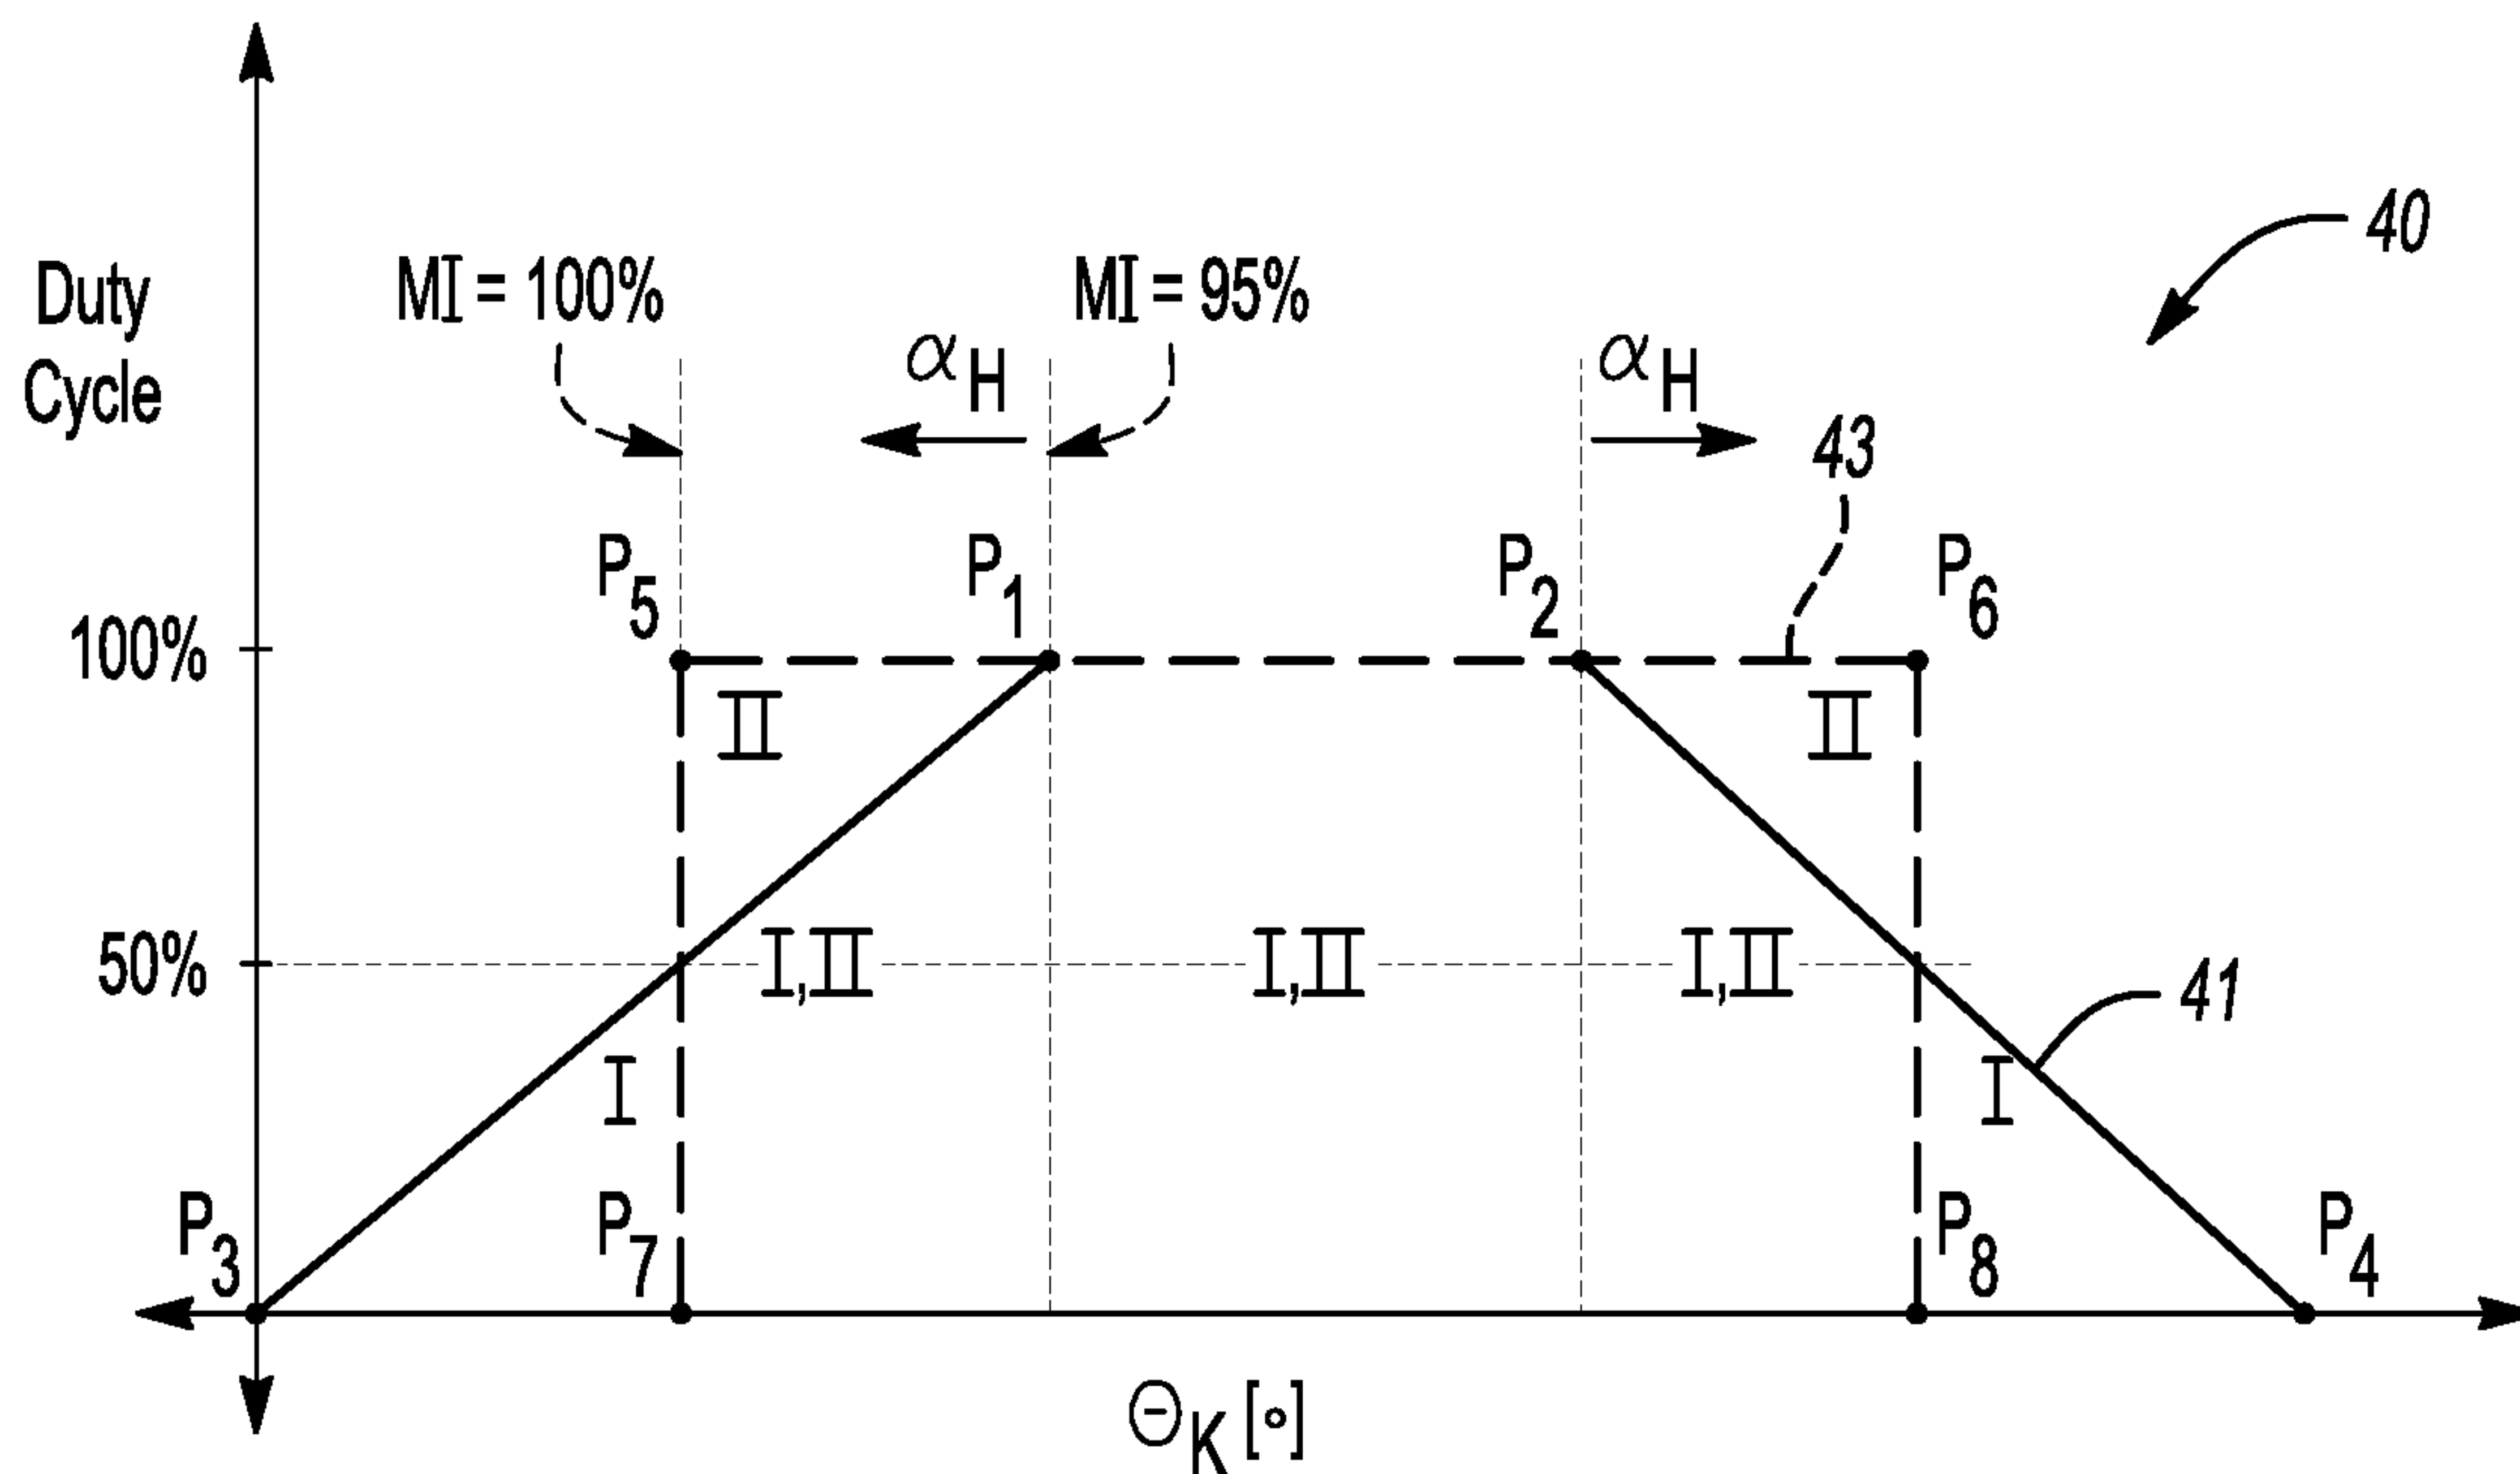 40
Duty
Cycle
MI = 100%
MI = 95%
αH
αH
43
P5
P1
P2
P6
100%
II
II
50%
I,II
I,II
I,II
41
I
I
P3
P7
P8
P4
ΘK [°]